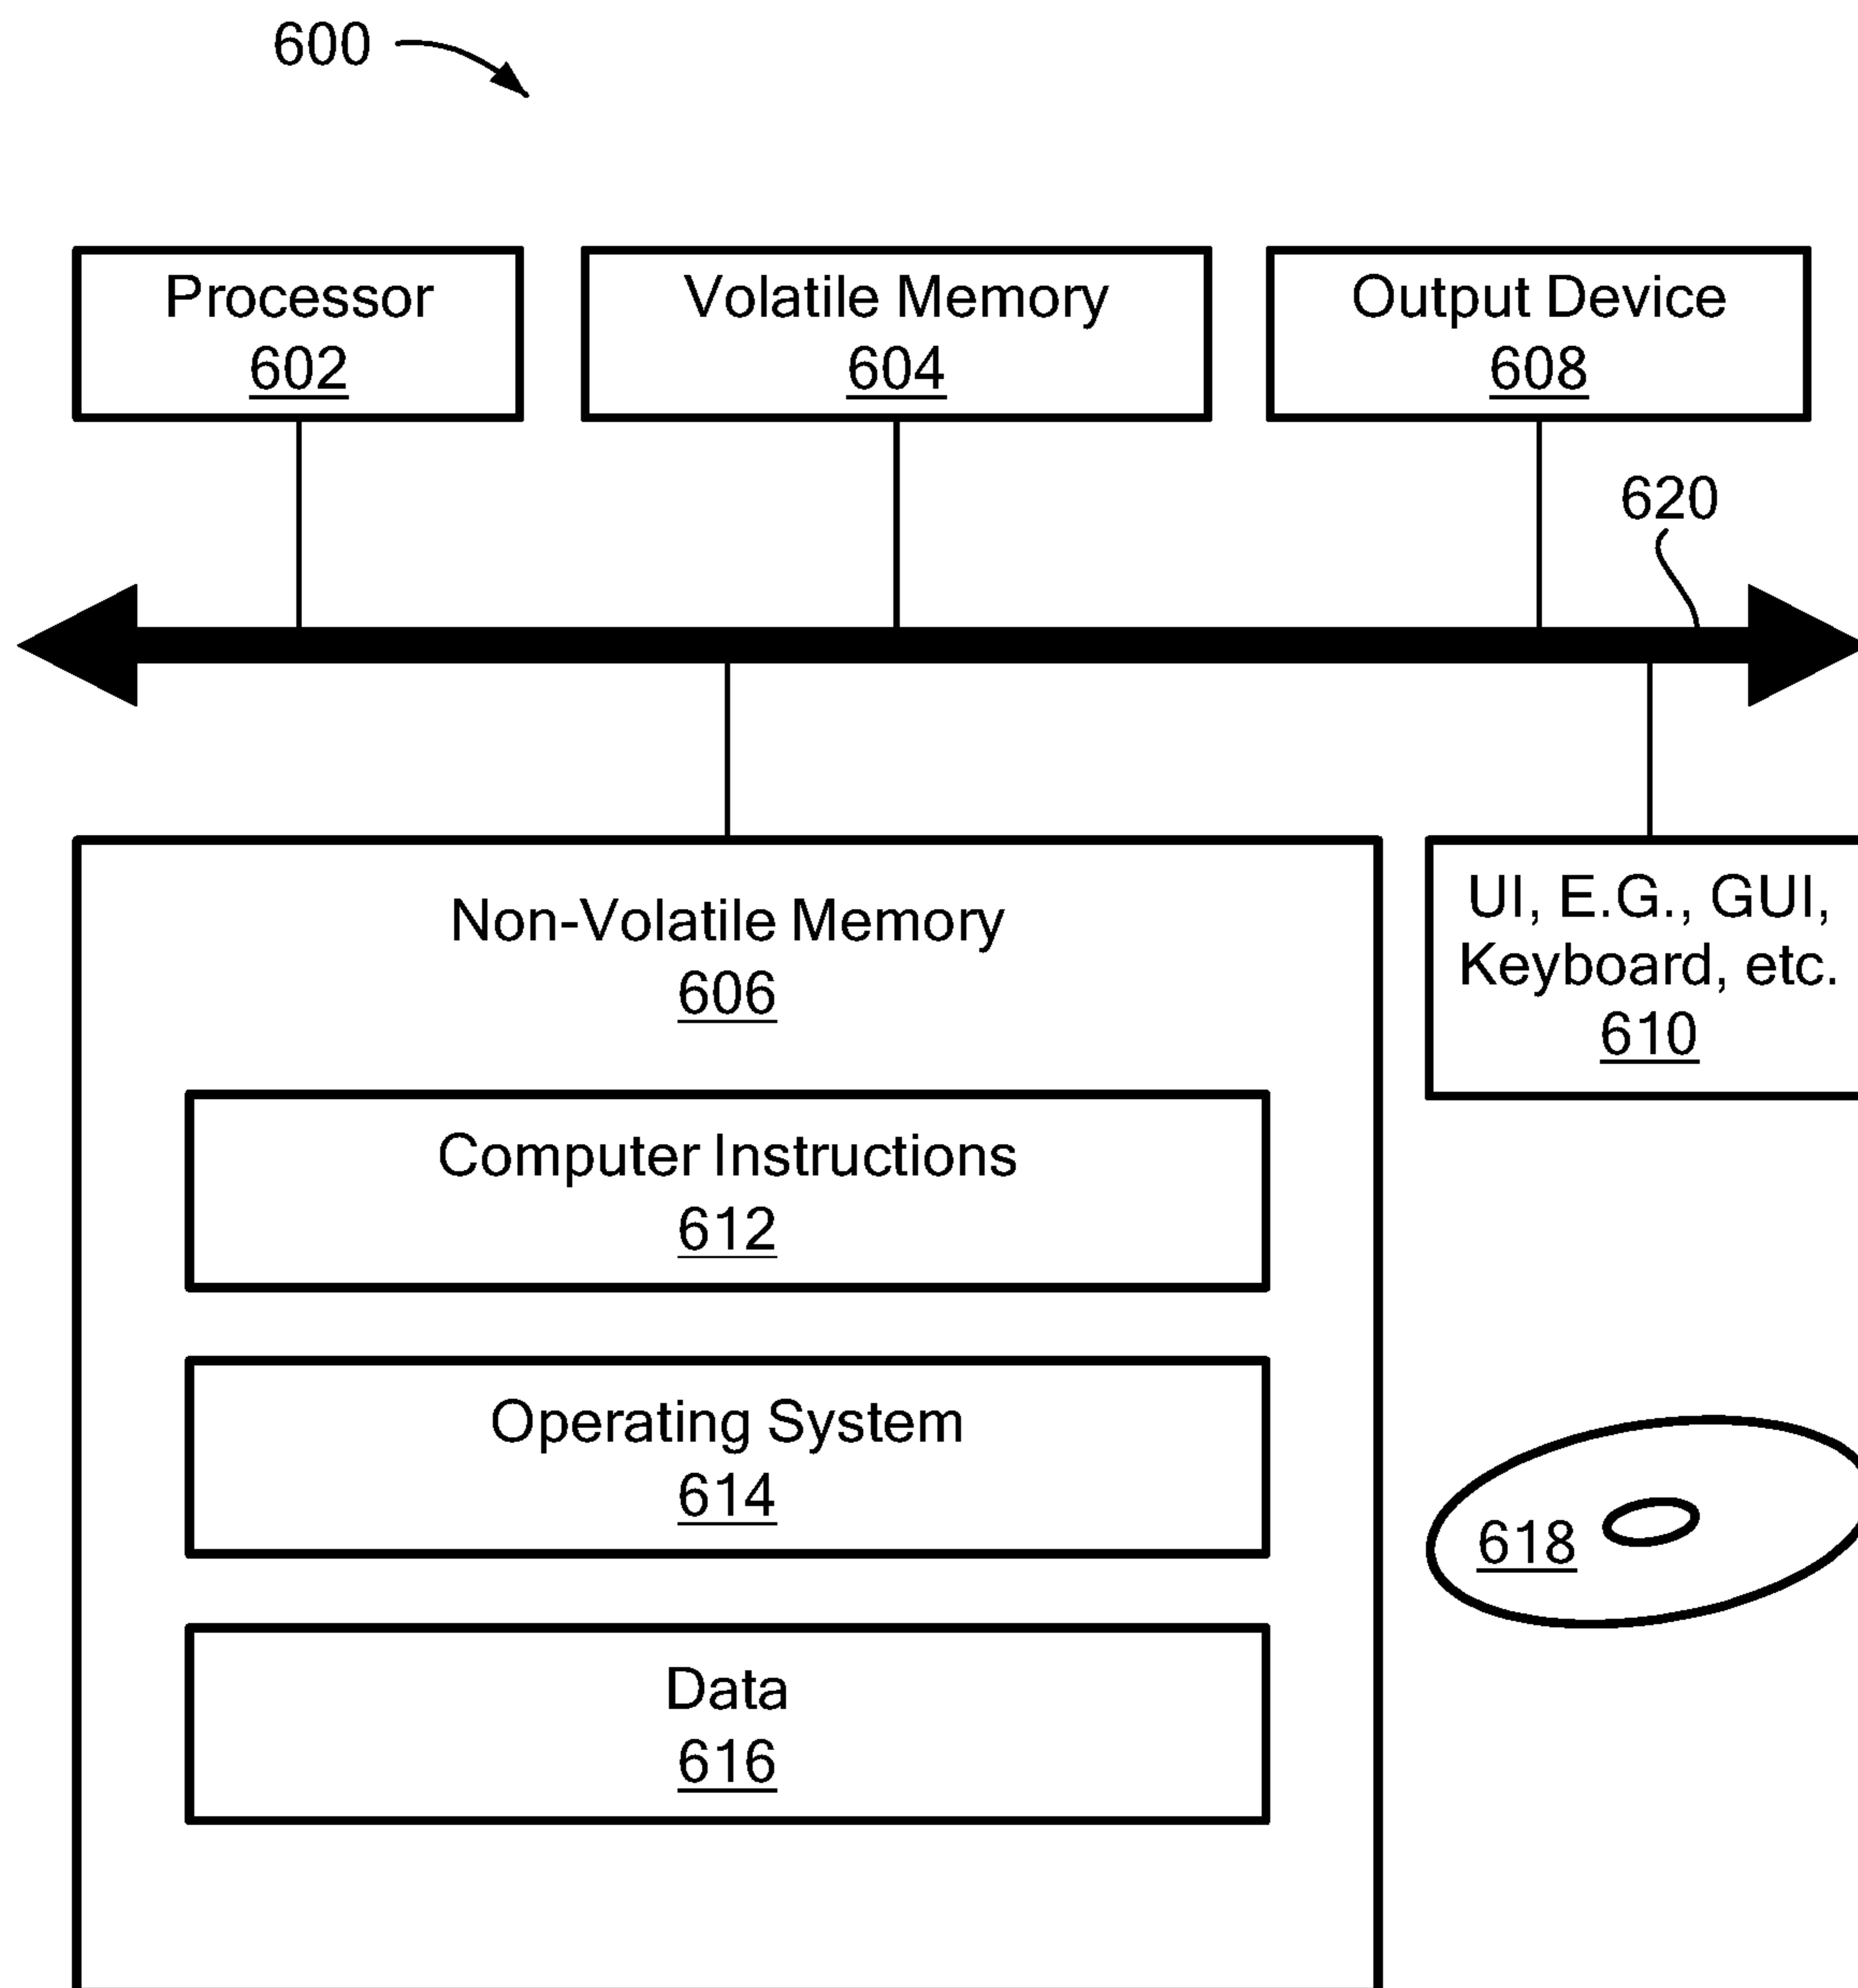 600
Processor
602
Volatile Memory
604
Output Device
608
620
Non-Volatile Memory
606
UI, E.G., GUI,
Keyboard, etc.
610
Computer Instructions
612
Operating System
614
618
Data
616